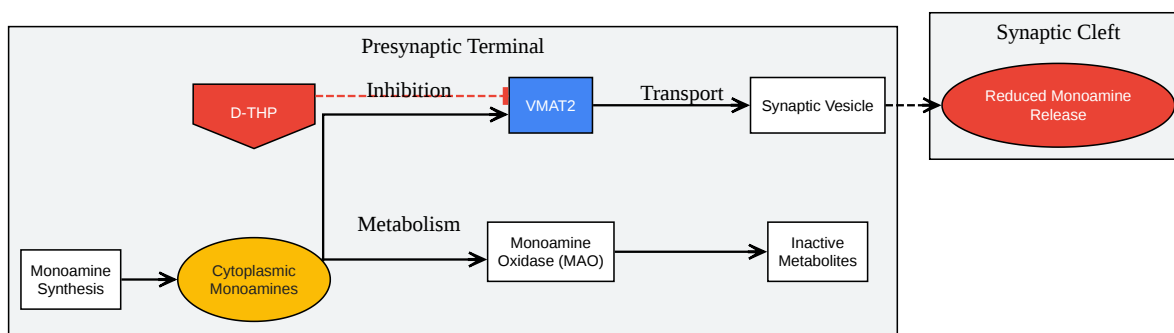 Synaptic Cleft
Presynaptic Terminal
Inhibition
D-THP
VMAT2
Transport
Synaptic Vesicle
Reduced Monoamine
Release
Metabolism
Monoamine
Synthesis
Cytoplasmic
Monoamines
Monoamine
Oxidase (MAO)
Inactive
Metabolites